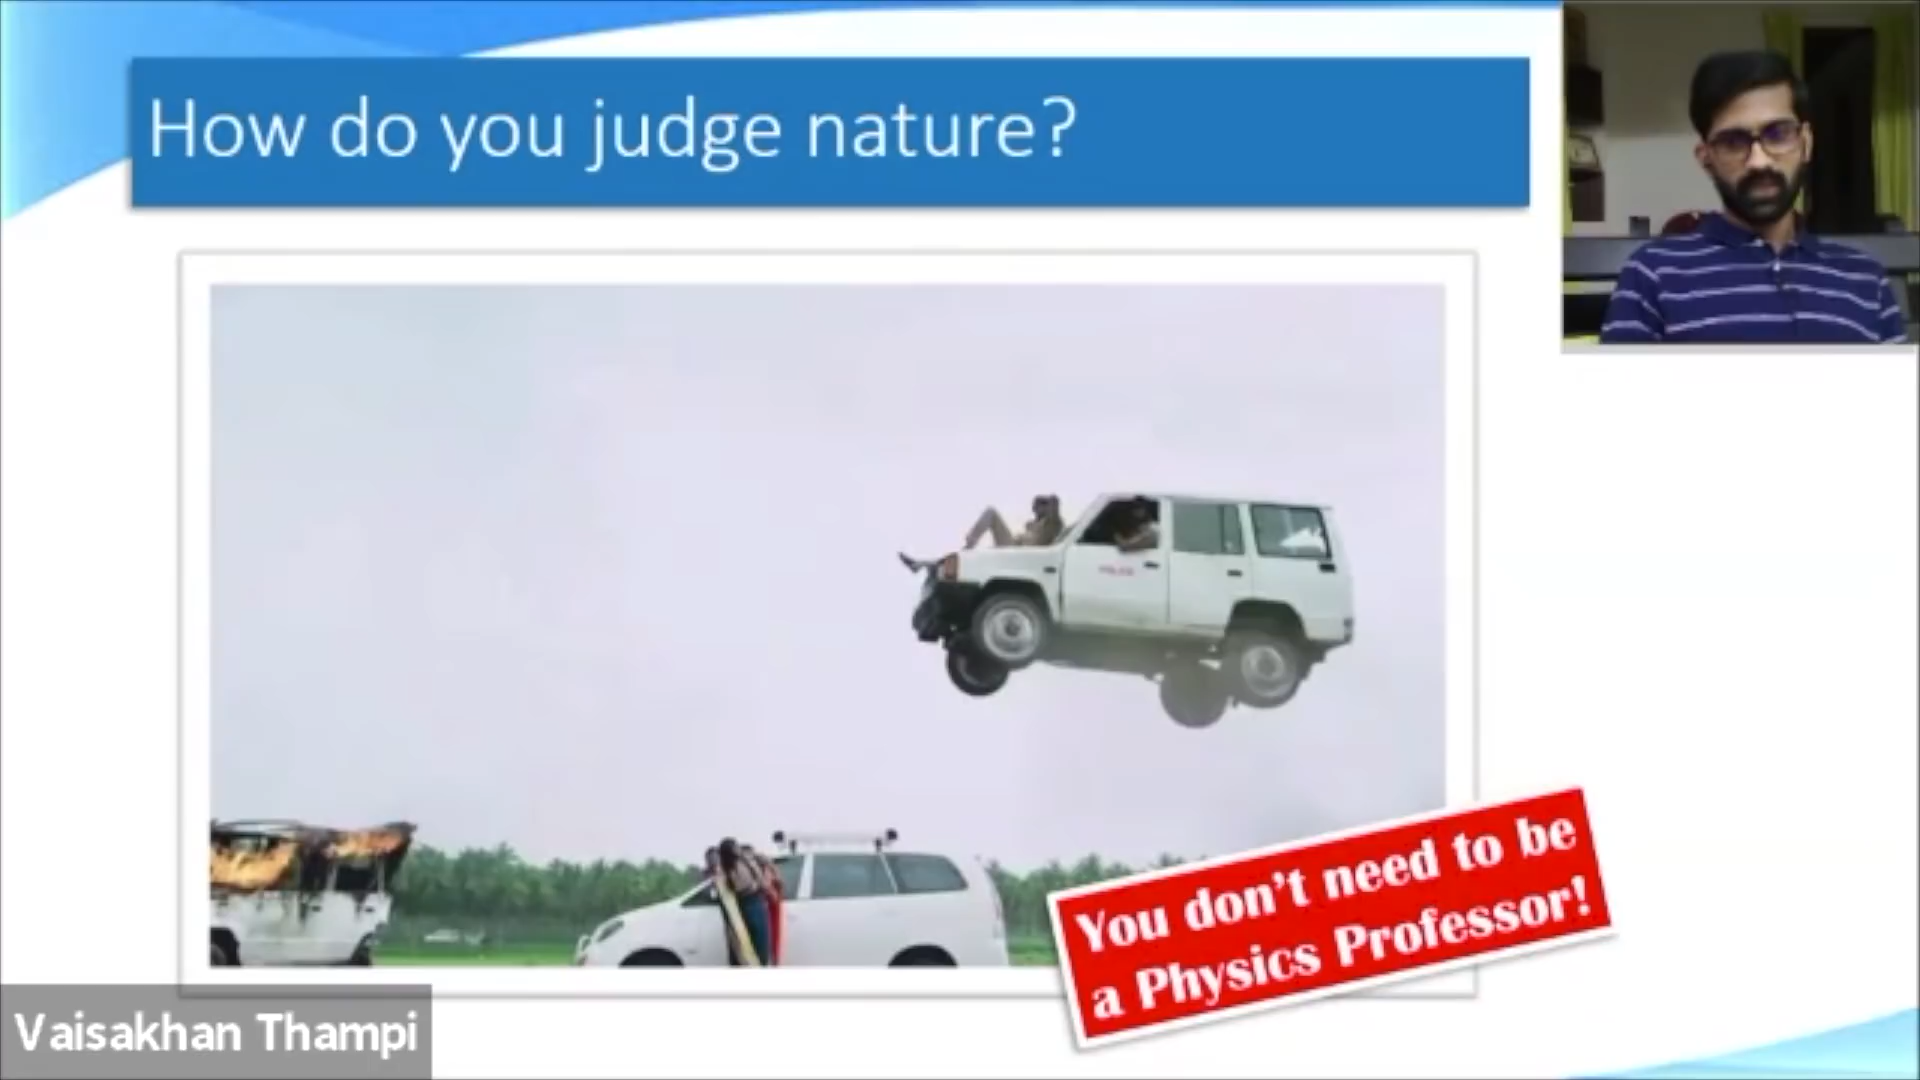 How do you judge nature?
You don't need to be
a Physics Professor!
Vaisakhan Thampi